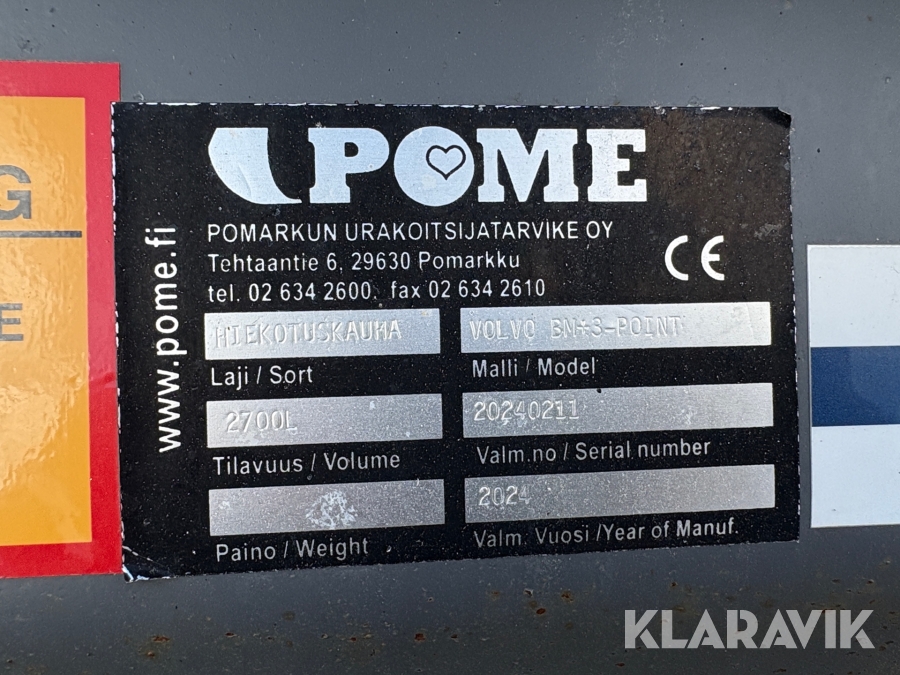 POME
POMARKUN URAKOITSIJATARVIKE OY
Tehtaantie 6, 29630 Pomarkku
tel. 02 634 2600, fax 02 634 2610
CE
www.pome.fi
HIEKOTUSKAUHA
VOLVO BM*3-POINT
Laji / Sort
Malli / Model
2700L
20240211
Tilavuus / Volume
Valm.no / Serial number
2024
Paino / Weight
Valm. Vuosi /Year of Manuf.
G
E
KLARAVIK